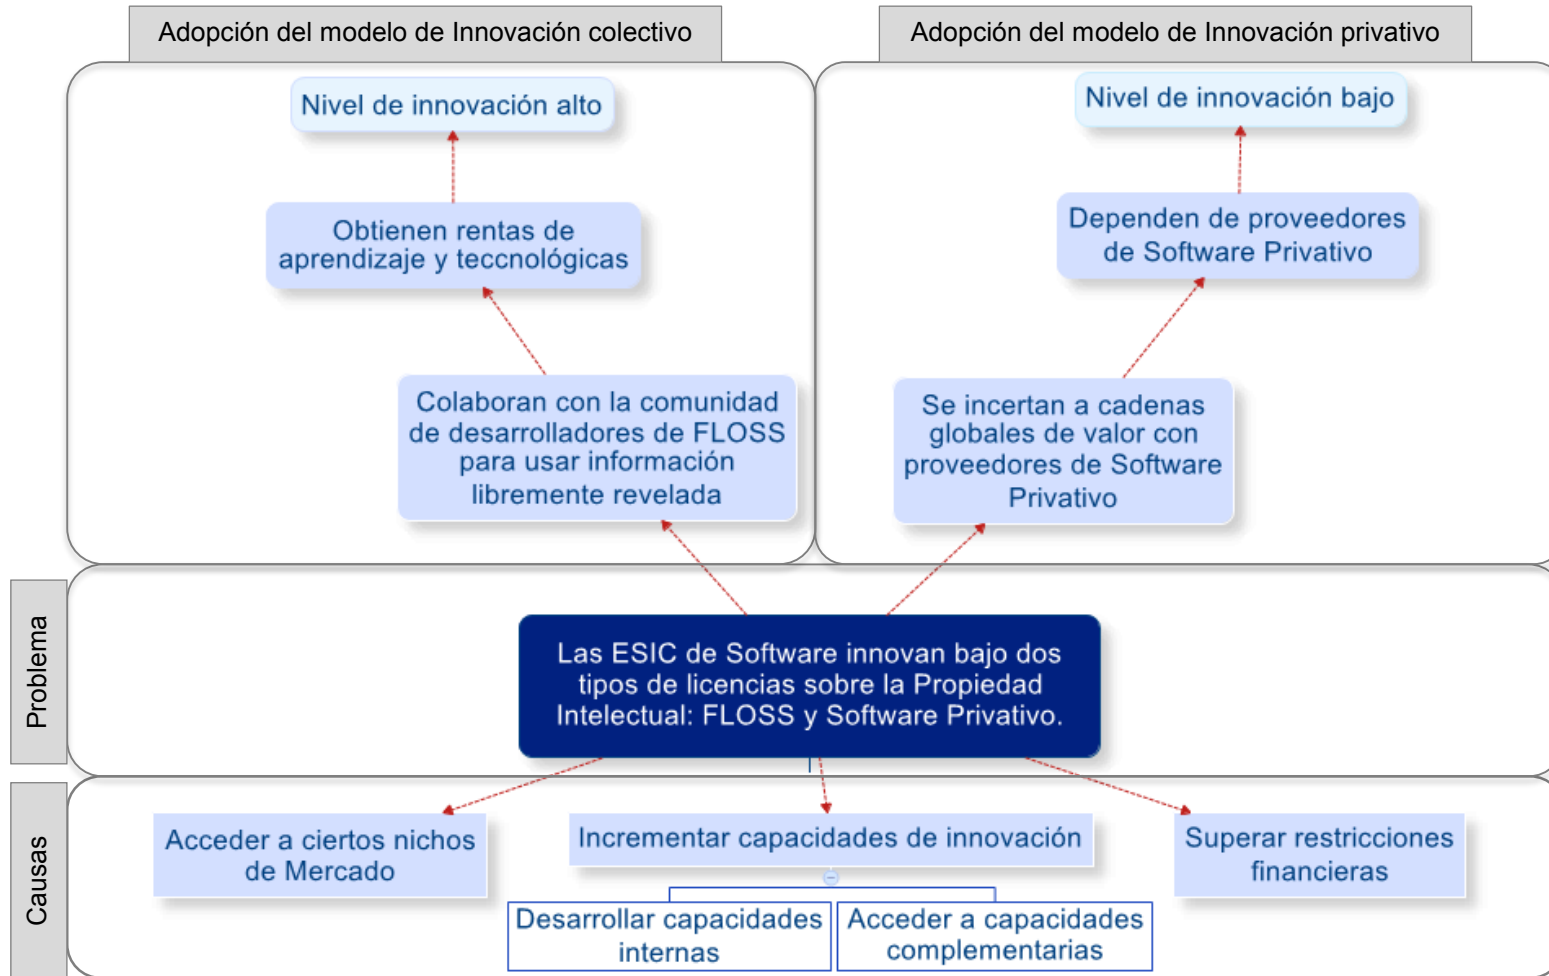 Adopción del modelo de Innovación colectivo
Adopción del modelo de Innovación privativo
Nivel de innovación alto
Nivel de innovación bajo
Obtienen rentas de
aprendizaje y teccnológicas
Dependen de proveedores
de Software Privativo
Colaboran con la comunidad
de desarrolladores de FLOSS
para usar información
libremente revelada
Se incertan a cadenas
globales de valor con
proveedores de Software
Privativo
Problema
Las ESIC de Software innovan bajo dos
tipos de licencias sobre la Propiedad
Intelectual: FLOSS y Software Privativo.
Causas
Acceder a ciertos nichos
de Mercado
Incrementar capacidades de innovación
Superar restricciones
financieras
Desarrollar capacidades
internas
Acceder a capacidades
complementarias